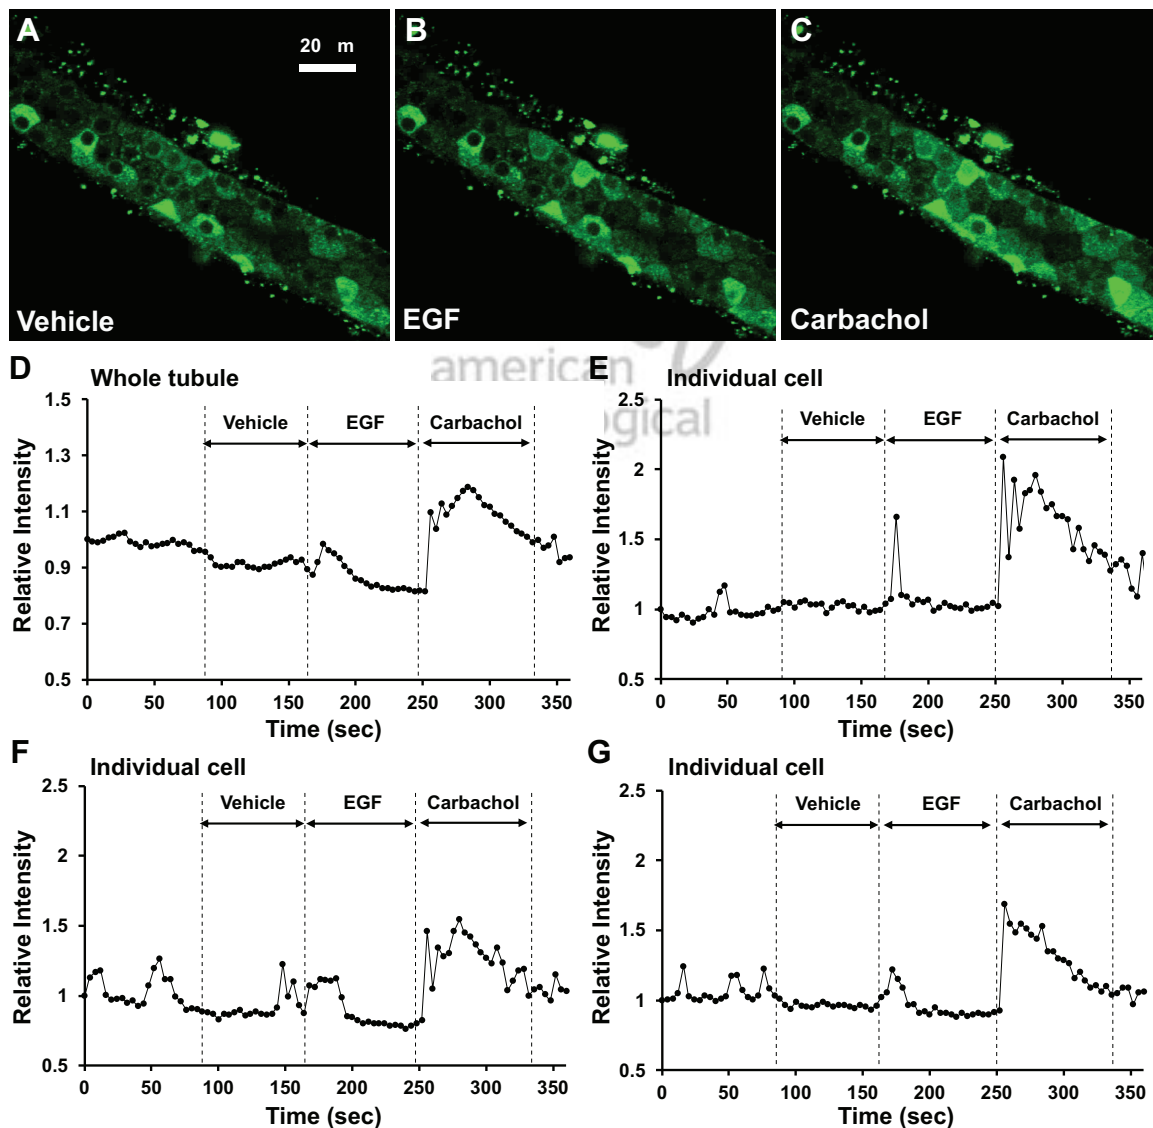 A
B
C
20 m
Vehicle
EGF
Carbachol
american
ogical
D
Whole tubule
Relative Intensity
1.5
1.3
1.1
0.9
0.7
0.5
Vehicle
EGF
Carbachol
0 50 100 150 200 250 300 350
Time (sec)
E
Individual cell
Relative Intensity
2.5
2
1.5
1
0.5
Vehicle
EGF
Carbachol
0 50 100 150 200 250 300 350
Time (sec)
F
Individual cell
Relative Intensity
2.5
2
1.5
1
0.5
Vehicle
EGF
Carbachol
0 50 100 150 200 250 300 350
Time (sec)
G
Individual cell
Relative Intensity
2.5
2
1.5
1
0.5
Vehicle
EGF
Carbachol
0 50 100 150 200 250 300 350
Time (sec)